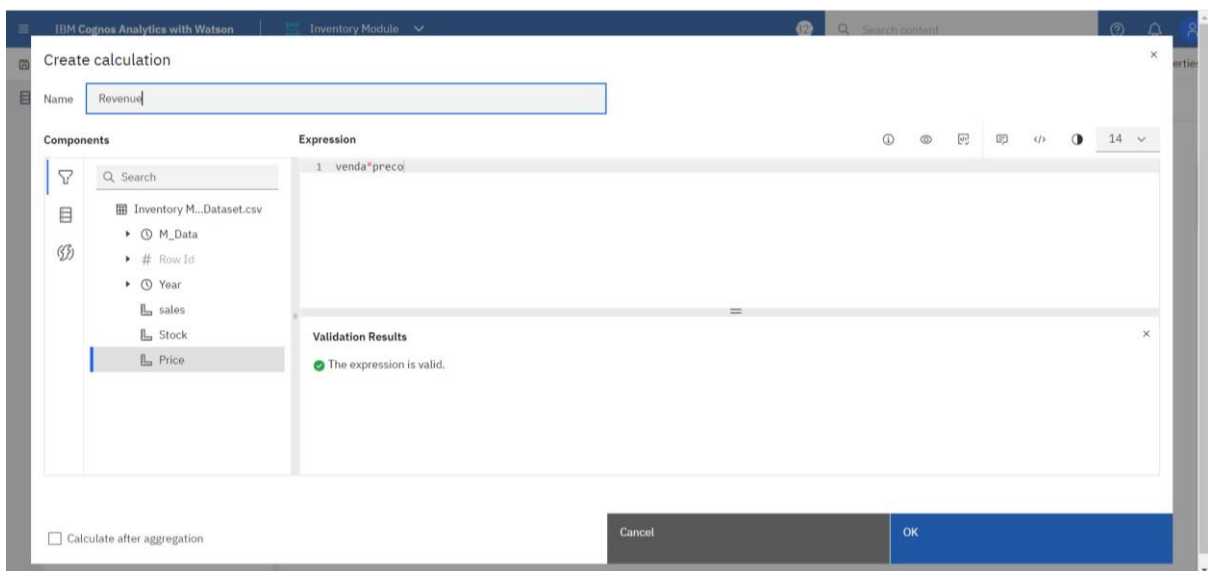 IBM Cognos Analytics with Watson
Inventory Module
Search content
Create calculation
erties
Name
Revenue
Components
Expression
14
Search
1 venda*preco
Inventory M...Dataset.csv
M_Data
# Row Id
Year
sales
Stock
Price
Validation Results
The expression is valid.
Calculate after aggregation
Cancel
OK